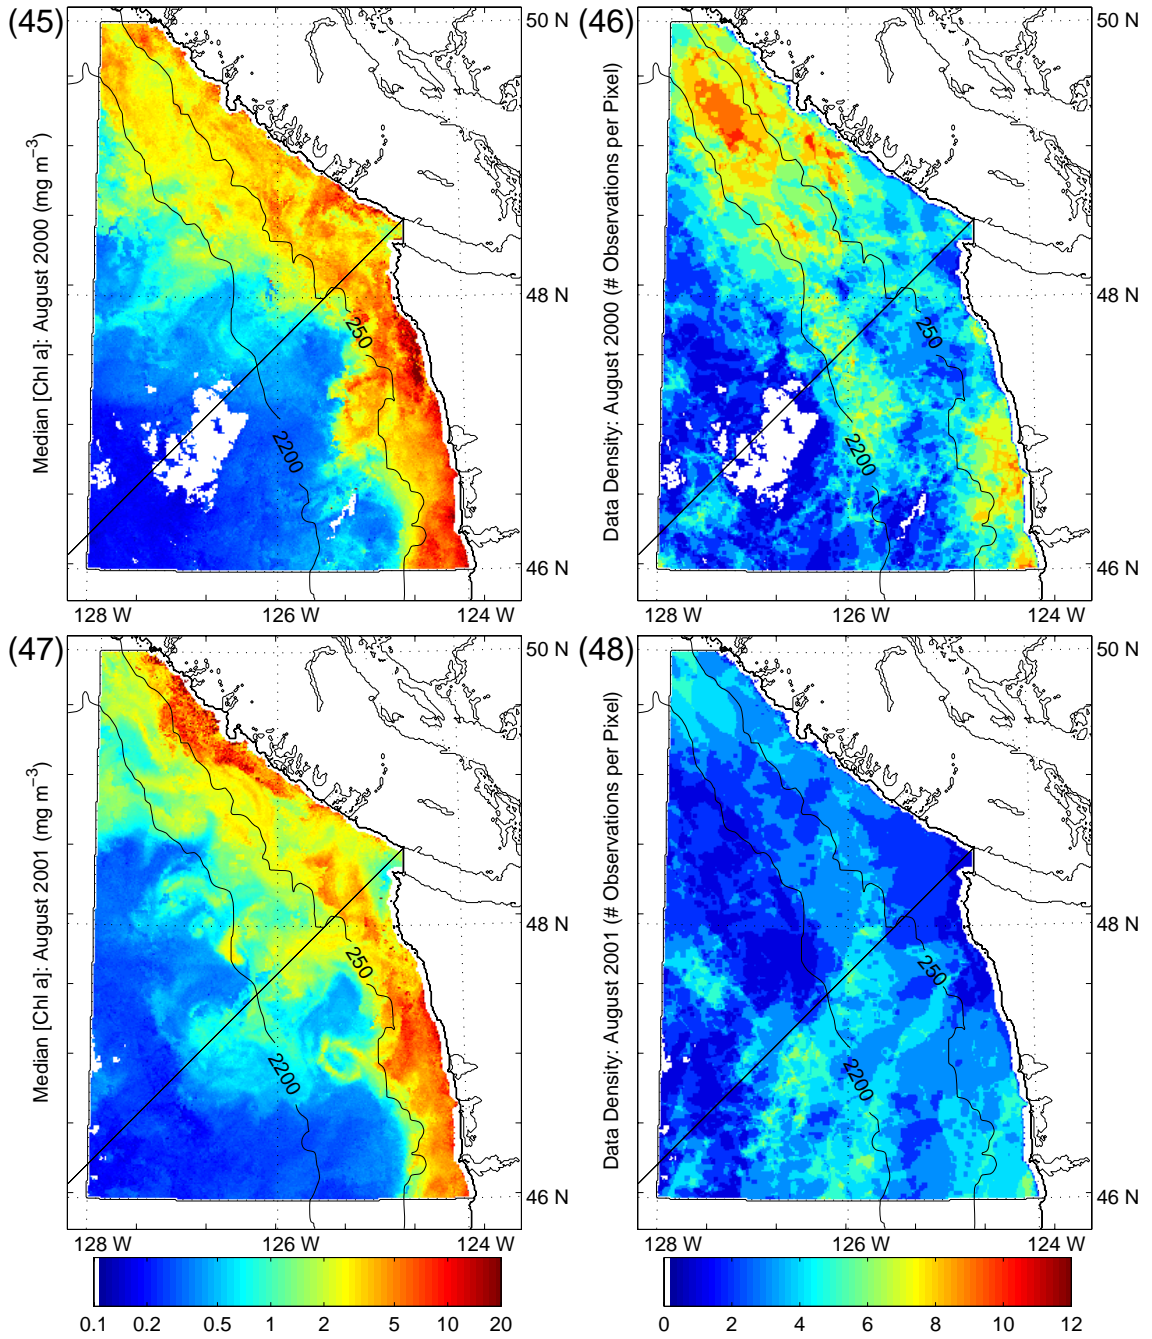 (45)
Median [Chl a]: August 2000 (mg m−3)
250
2200
128 W 126 W 124 W
(46)
Data Density: August 2000 (# Observations per Pixel)
50 N
48 N
46 N
250
2200
50 N
48 N
46 N
128 W 126 W 124 W
(47)
Median [Chl a]: August 2001 (mg m−3)
250
2200
50 N
48 N
46 N
128 W 126 W 124 W
(48)
Data Density: August 2001 (# Observations per Pixel)
250
2200
50 N
48 N
46 N
128 W 126 W 124 W
0.1 0.2 0.5 1 2 5 10 20
0 2 4 6 8 10 12